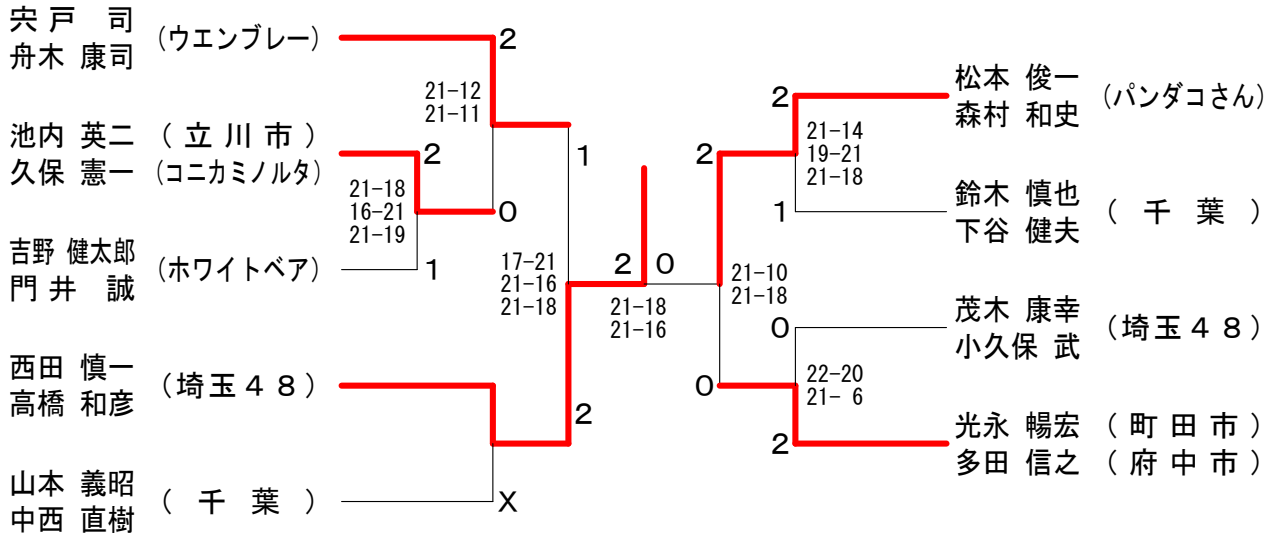 宍戸 司
舟木 康司
(ウエンブレー)
2
21-12
21-11
池内 英二 (立川市)
久保 憲一 (コニカミノルタ)
2
21-18
16-21
21-19
0
吉野 健太郎
門井 誠
(ホワイトベア)
1
1
17-21
21-16
21-18
西田 慎一
高橋 和彦
(埼玉48)
2
山本 義昭
中西 直樹
(千葉)
X
2 0
21-18
21-16
松本 俊一
森村 和史
(パンダコさん)
2
21-14
19-21
21-18
2
鈴木 慎也
下谷 健夫
(千葉)
1
21-10
21-18
茂木 康幸
小久保 武
(埼玉48)
0
22-20
21- 6
0
光永 暢宏 (町田市)
多田 信之 (府中市)
2